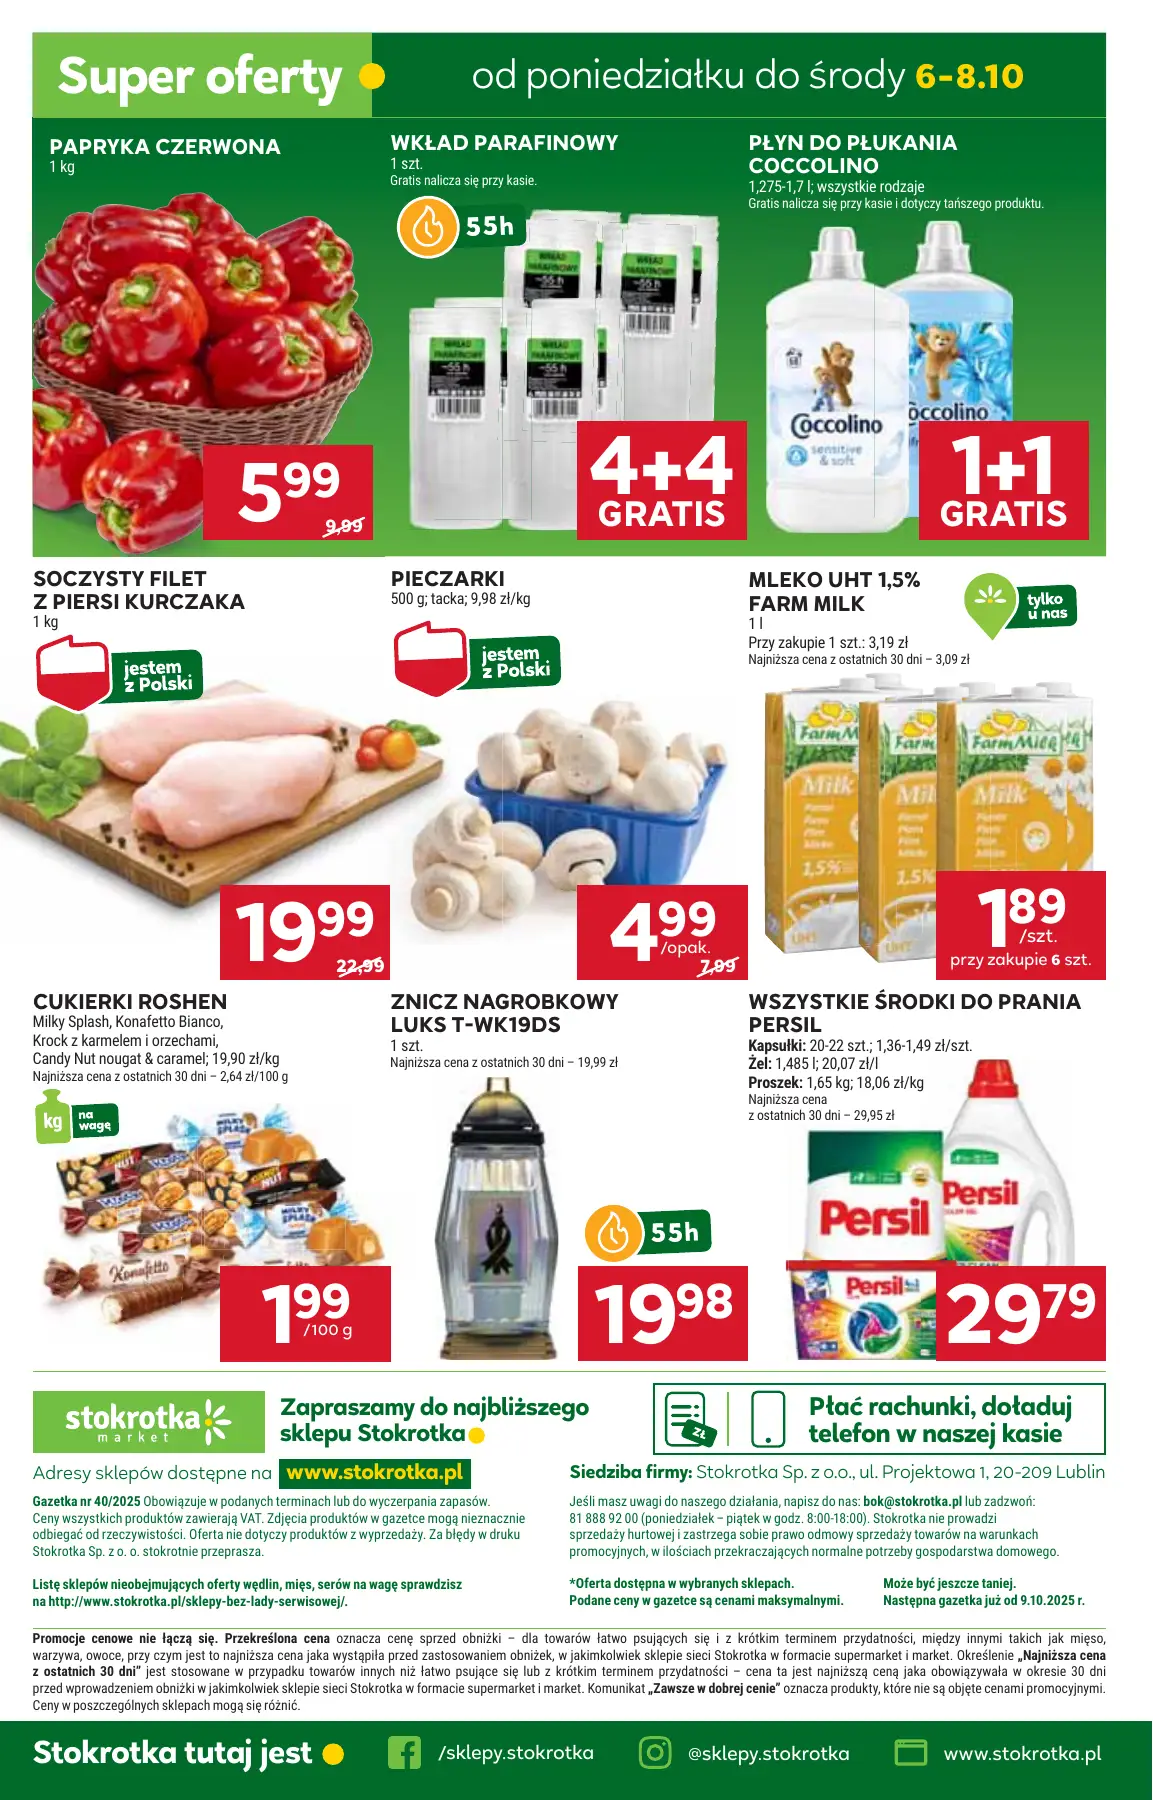 Super oferty
od poniedziałku do środy 6-8.10
PAPRYKA CZERWONA
1 kg
5 99
9,99
WKŁAD PARAFINOWY
1 szt.
Gratis nalicza się przy kasie.
55h
WKŁAD
PARAFINOWY
4+4
GRATIS
PŁYN DO PŁUKANIA
COCCOLINO
1,275-1,7 l; wszystkie rodzaje
Gratis nalicza się przy kasie i dotyczy tańszego produktu.
Coccolino
sensitive
& soft
1+1
GRATIS
SOCZYSTY FILET
Z PIERSI KURCZAKA
1 kg
jestem
z Polski
19 99
22,99
PIECZARKI
500 g; tacka; 9,98 zł/kg
jestem
z Polski
4 99
/opak.
7,99
MLEKO UHT 1,5%
FARM MILK
1 l
Przy zakupie 1 szt.: 3,19 zł
Najniższa cena z ostatnich 30 dni – 3,09 zł
tylko
u nas
Farm Milk
Milk
1,5%
UHT
1 89
/szt.
przy zakupie 6 szt.
CUKIERKI ROSHEN
Milky Splash, Konafetto Bianco,
Krock z karmelem i orzechami,
Candy Nut nougat & caramel; 19,90 zł/kg
Najniższa cena z ostatnich 30 dni – 2,64 zł/100 g
kg
na
wagę
MILKY
SPLASH
Konafetto
1 99
/100 g
ZNICZ NAGROBKOWY
LUKS T-WK19DS
1 szt.
Najniższa cena z ostatnich 30 dni – 19,99 zł
55h
19 98
WSZYSTKIE ŚRODKI DO PRANIA
PERSIL
Kapsułki: 20-22 szt.; 1,36-1,49 zł/szt.
Żel: 1,485 l; 20,07 zł/l
Proszek: 1,65 kg; 18,06 zł/kg
Najniższa cena
z ostatnich 30 dni – 29,95 zł
Persil
Persil
Persil
29 79
stokrotka
market
Zapraszamy do najbliższego
sklepu Stokrotka
zł
Płać rachunki, doładuj
telefon w naszej kasie
Adresy sklepów dostępne na www.stokrotka.pl
Siedziba firmy: Stokrotka Sp. z o.o., ul. Projektowa 1, 20-209 Lublin
Gazetka nr 40/2025 Obowiązuje w podanych terminach lub do wyczerpania zapasów.
Ceny wszystkich produktów zawierają VAT. Zdjęcia produktów w gazetce mogą nieznacznie
odbiegać od rzeczywistości. Oferta nie dotyczy produktów z wyprzedaży. Za błędy w druku
Stokrotka Sp. z o. o. stokrotnie przeprasza.
Listę sklepów nieobejmujących oferty wędlin, mięs, serów na wagę sprawdzisz
na http://www.stokrotka.pl/sklepy-bez-lady-serwisowej/.
Jeśli masz uwagi do naszego działania, napisz do nas: bok@stokrotka.pl lub zadzwoń:
81 888 92 00 (poniedziałek – piątek w godz. 8:00-18:00). Stokrotka nie prowadzi
sprzedaży hurtowej i zastrzega sobie prawo odmowy sprzedaży towarów na warunkach
promocyjnych, w ilościach przekraczających normalne potrzeby gospodarstwa domowego.
*Oferta dostępna w wybranych sklepach.
Podane ceny w gazetce są cenami maksymalnymi.
Może być jeszcze taniej.
Następna gazetka już od 9.10.2025 r.
Promocje cenowe nie łączą się. Przekreślona cena oznacza cenę sprzed obniżki – dla towarów łatwo psujących się i z krótkim terminem przydatności, między innymi takich jak mięso,
warzywa, owoce, przy czym jest to najniższa cena jaka wystąpiła przed zastosowaniem obniżek, w jakimkolwiek sklepie sieci Stokrotka w formacie supermarket i market. Określenie „Najniższa cena
z ostatnich 30 dni” jest stosowane w przypadku towarów innych niż łatwo psujące się lub z krótkim terminem przydatności – cena ta jest najniższą ceną jaka obowiązywała w okresie 30 dni
przed wprowadzeniem obniżki w jakimkolwiek sklepie sieci Stokrotka w formacie supermarket i market. Komunikat „Zawsze w dobrej cenie” oznacza produkty, które nie są objęte cenami promocyjnymi.
Ceny w poszczególnych sklepach mogą się różnić.
Stokrotka tutaj jest
/sklepy.stokrotka
@sklepy.stokrotka
www.stokrotka.pl